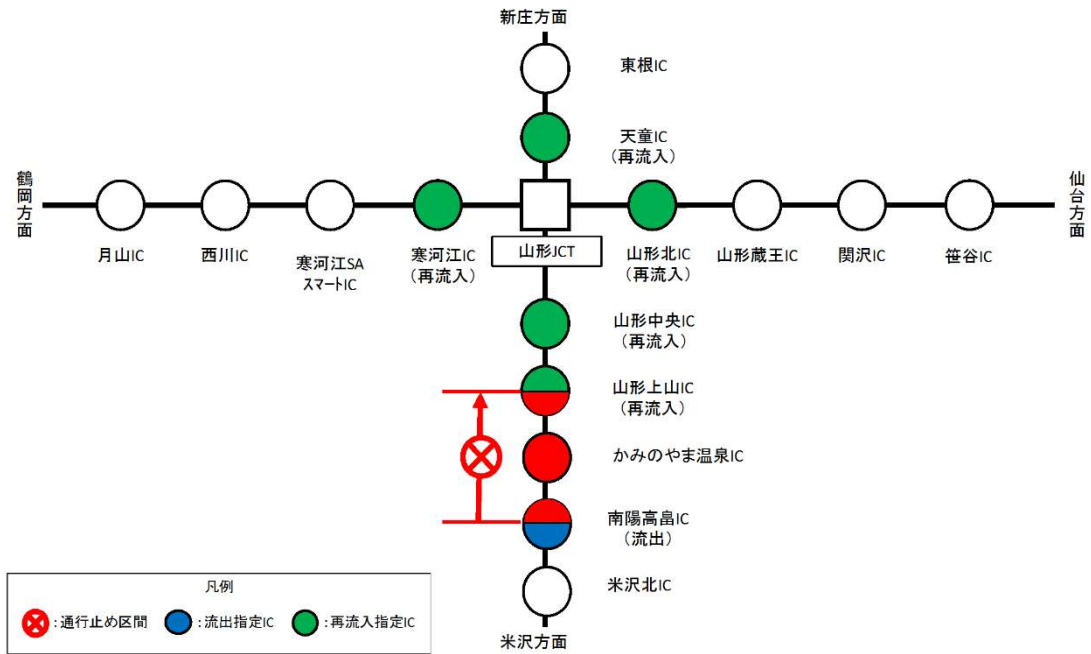 新庄方面
東根IC
天童IC
(再流入)
鶴岡方面
仙台方面
月山IC
西川IC
寒河江SA
スマートIC
寒河江IC
(再流入)
山形JCT
山形北IC
(再流入)
山形蔵王IC
関沢IC
笹谷IC
山形中央IC
(再流入)
山形上山IC
(再流入)
かみのやま温泉IC
南陽高畠IC
(流出)
米沢北IC
米沢方面
凡例
:通行止め区間
:流出指定IC
:再流入指定IC